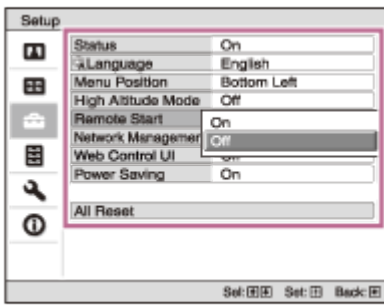 Setup
Status On
Language English
Menu Position Bottom Left
High Altitude Mode Off
Remote Start On
Network Managemen Off
Web Control UI
Power Saving On
All Reset
Sel: Set: Back: